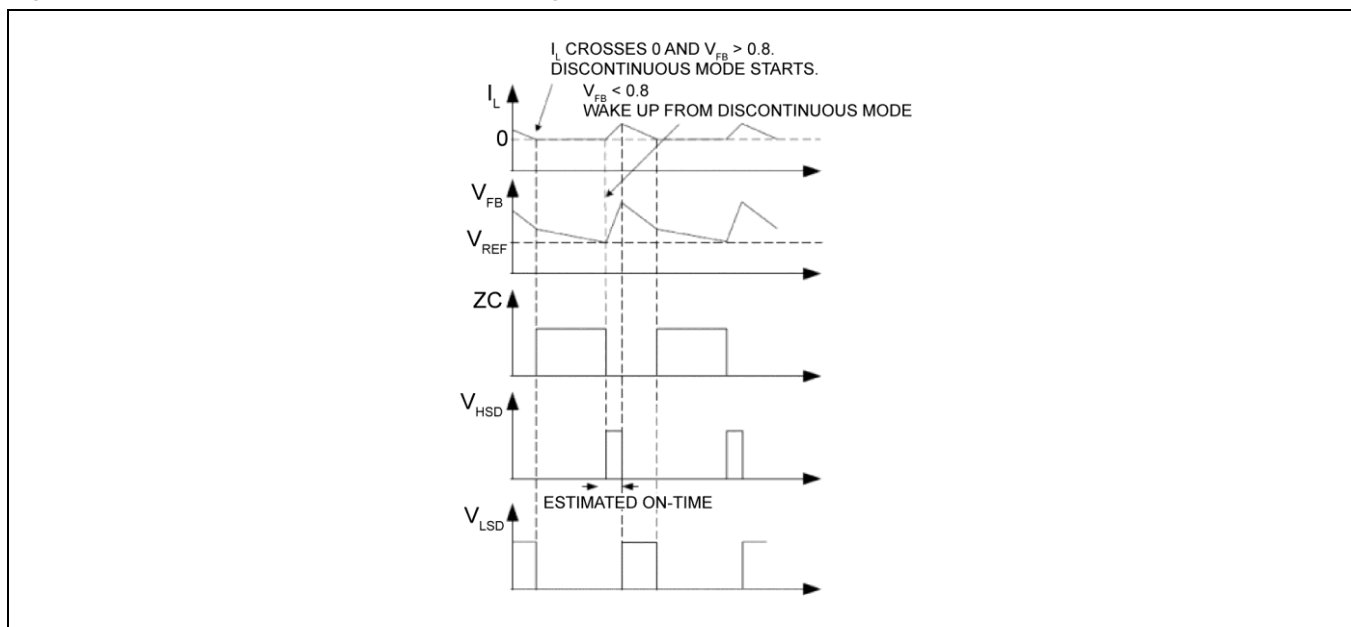 I_L CROSSES 0 AND V_FB > 0.8.
DISCONTINUOUS MODE STARTS.
V_FB < 0.8
WAKE UP FROM DISCONTINUOUS MODE
I_L
0
V_FB
V_REF
ZC
V_HSD
ESTIMATED ON-TIME
V_LSD